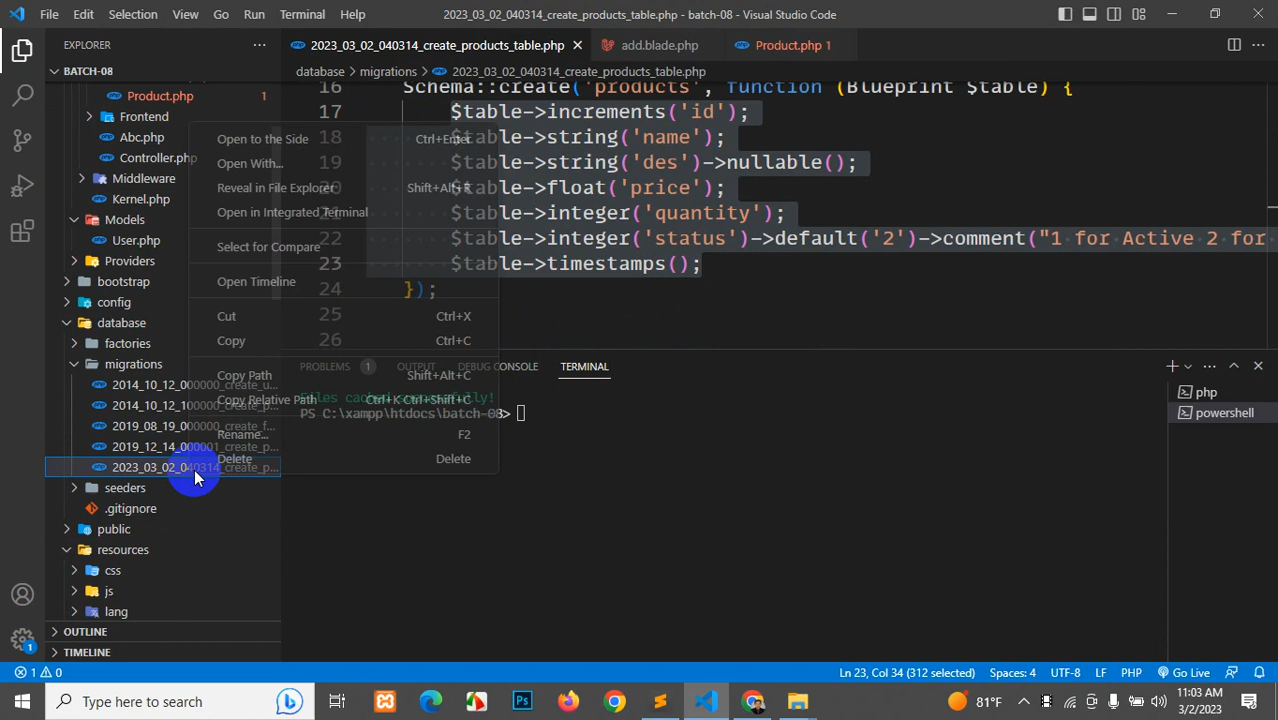 File Edit Selection View Go Run Terminal Help
2023_03_02_040314_create_products_table.php - batch-08 - Visual Studio Code
EXPLORER
2023_03_02_040314_create_products_table.php
add.blade.php
Product.php 1
BATCH-08
database > migrations > 2023_03_02_040314_create_products_table.php
Product.php 1
Frontend
Abc.php
Controller.php
Middleware
Kernel.php
Models
User.php
Providers
bootstrap
config
database
factories
migrations
2014_10_12_000000_create_u...
2014_10_12_100000_create_p...
2019_08_19_000000_create_f...
2019_12_14_000001_create_p...
2023_03_02_040314_create_p...
seeders
.gitignore
public
resources
css
js
lang
OUTLINE
TIMELINE
Open to the Side Ctrl+Enter
Open With...
Reveal in File Explorer Shift+Alt+R
Open in Integrated Terminal
Select for Compare
Open Timeline
Cut Ctrl+X
Copy Ctrl+C
Copy Path Shift+Alt+C
Copy Relative Path Ctrl+K Ctrl+Shift+C
Rename... F2
Delete Delete
16 Schema::create('products', function (Blueprint $table) {
17 $table->increments('id');
18 $table->string('name');
19 $table->string('des')->nullable();
20 $table->float('price');
$table->integer('quantity');
22 $table->integer('status')->default('2')->comment("1 for Active 2 for
23 $table->timestamps();
24 });
25
26
PROBLEMS 1 OUTPUT DEBUG CONSOLE TERMINAL
Files cached successfully!
PS C:\xampp\htdocs\batch-08>
php
powershell
1 0
Ln 23, Col 34 (312 selected) Spaces: 4 UTF-8 LF PHP Go Live
Type here to search
81°F
11:03 AM
3/2/2023